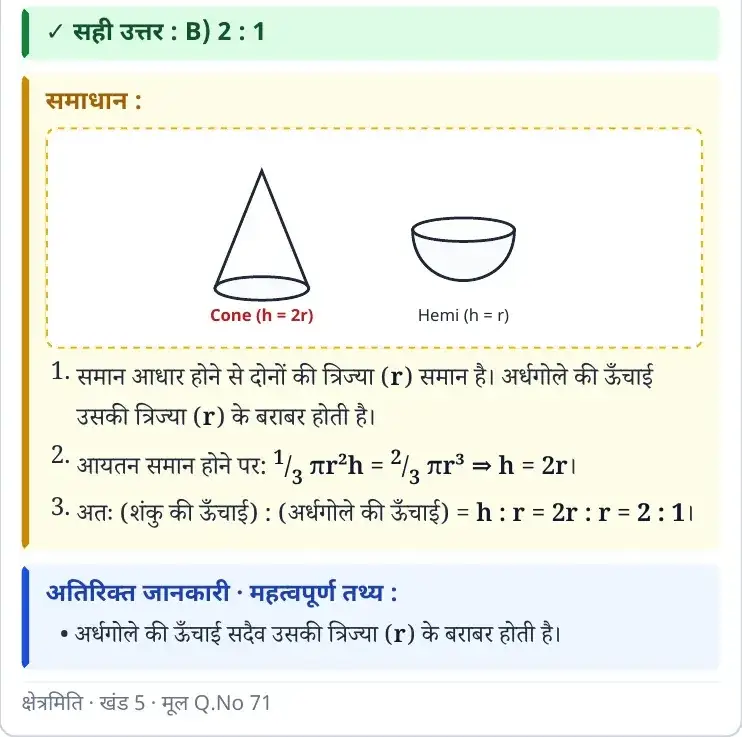 ✓ सही उत्तर : B) 2 : 1
समाधान :
Cone (h = 2r)
Hemi (h = r)
1. समान आधार होने से दोनों की त्रिज्या (r) समान है। अर्धगोले की ऊँचाई
उसकी त्रिज्या (r) के बराबर होती है।
2. आयतन समान होने पर: ¹/₃ πr²h = ²/₃ πr³ ⇒ h = 2r।
3. अतः (शंकु की ऊँचाई) : (अर्धगोले की ऊँचाई) = h : r = 2r : r = 2 : 1।
अतिरिक्त जानकारी · महत्वपूर्ण तथ्य :
• अर्धगोले की ऊँचाई सदैव उसकी त्रिज्या (r) के बराबर होती है।
क्षेत्रमिति · खंड 5 · मूल Q.No 71